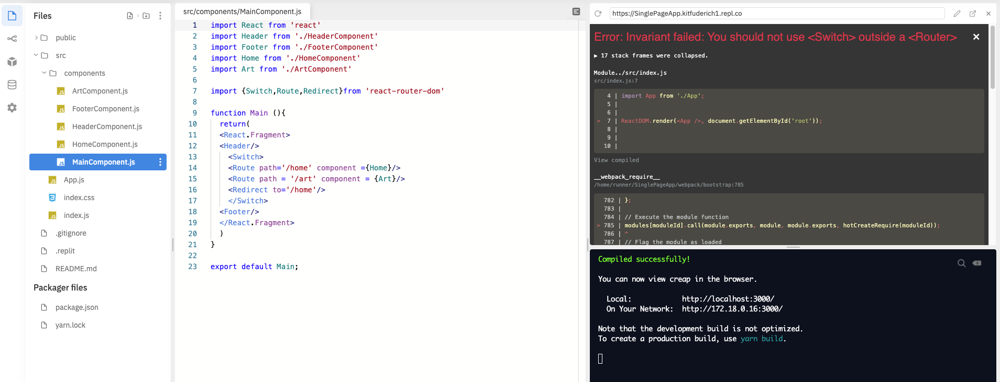 Files
public
src
components
ArtComponent.js
FooterComponent.js
HeaderComponent.js
HomeComponent.js
MainComponent.js
App.js
index.css
index.js
.gitignore
.replit
README.md
Packager files
package.json
yarn.lock
src/components/MainComponent.js
1 import React from 'react'
2 import Header from './HeaderComponent'
3 import Footer from './FooterComponent'
4 import Home from './HomeComponent'
5 import Art from './ArtComponent'
6
7 import {Switch,Route,Redirect}from 'react-router-dom'
8
9 function Main (){
10 return(
11 <React.Fragment>
12 <Header/>
13 <Switch>
14 <Route path='/home' component ={Home}/>
15 <Route path = '/art' component = {Art}/>
16 <Redirect to='/home'/>
17 </Switch>
18 <Footer/>
19 </React.Fragment>
20 )
21 }
22
23 export default Main;
https://SinglePageApp.kitfuderich1.repl.co
Error: Invariant failed: You should not use <Switch> outside a <Router>
▶ 17 stack frames were collapsed.
Module../src/index.js
src/index.js:7
4 | import App from './App';
5 |
6 |
> 7 | ReactDOM.render(<App />, document.getElementById('root'));
8 |
9 |
10 |
View compiled
__webpack_require__
/home/runner/SinglePageApp/webpack/bootstrap:785
782 | };
783 |
784 | // Execute the module function
> 785 | modules[moduleId].call(module.exports, module, module.exports, hotCreateRequire(moduleId));
786 | ^
787 | // Flag the module as loaded
Compiled successfully!
You can now view creap in the browser.
Local: http://localhost:3000/
On Your Network: http://172.18.0.16:3000/
Note that the development build is not optimized.
To create a production build, use yarn build.